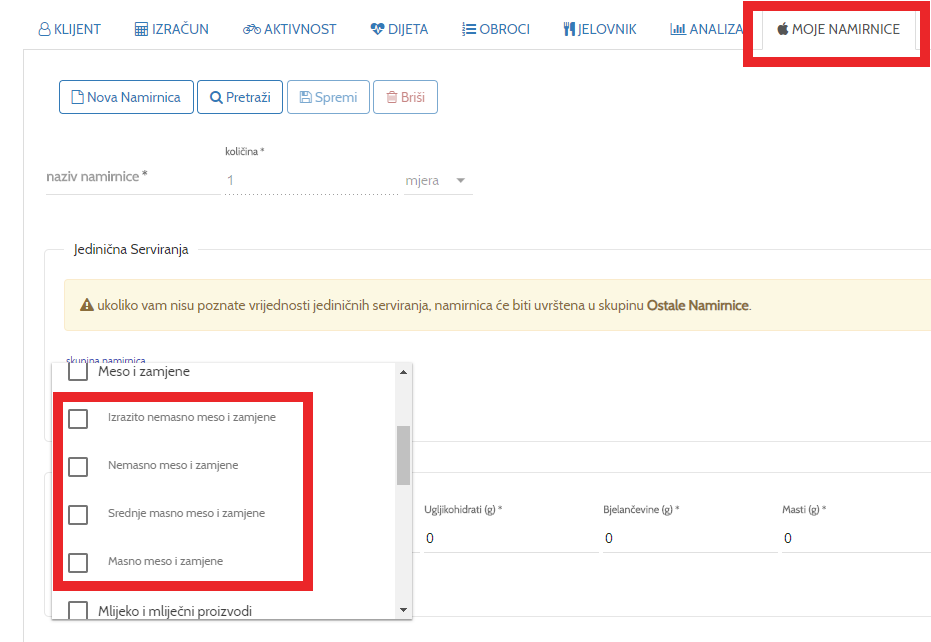 KLIJENT IZRAČUN AKTIVNOST DIJETA OBROCI JELOVNIK ANALIZA MOJE NAMIRNICE
Nova Namirnica Pretraži Spremi Briši
količina *
naziv namirnice * 1 mjera
Jedinična Serviranja
ukoliko vam nisu poznate vrijednosti jediničnih serviranja, namirnica će biti uvrštena u skupinu Ostale Namirnice.
skupina namirnica
Meso i zamjene
Izrazito nemasno meso i zamjene
Nemasno meso i zamjene
Srednje masno meso i zamjene
Masno meso i zamjene
Mlijeko i mliječni proizvodi
Ugljikohidrati (g) * Bjelančevine (g) * Masti (g) *
0 0 0